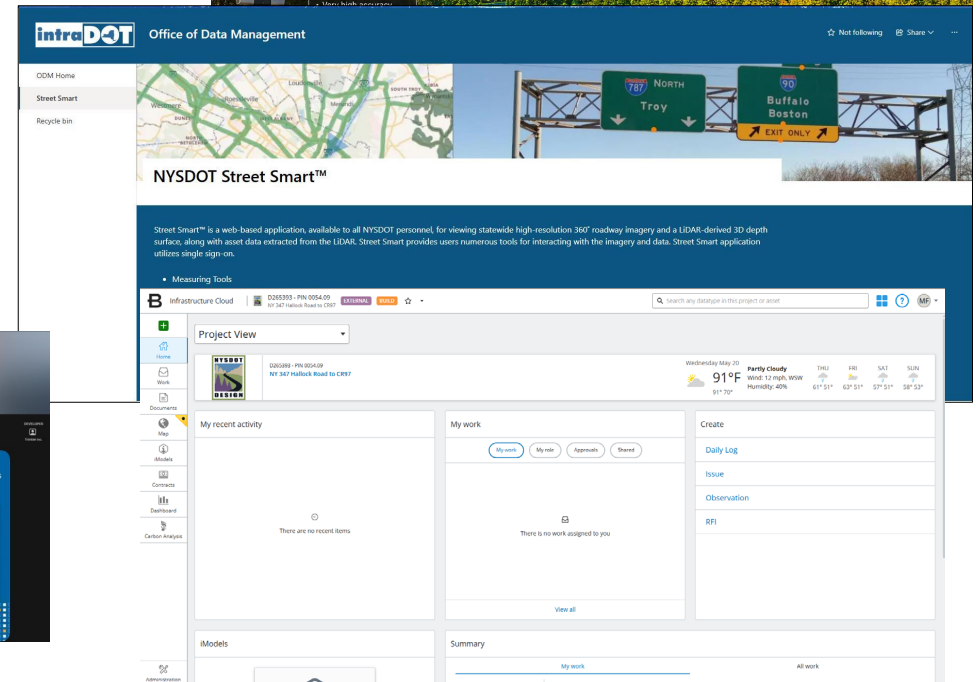 Very high accuracy
intraDOT
Office of Data Management
Not following
Share
ODM Home
Street Smart
Recycle bin
Loudonville
Westmere
Roessleville
Menands
SOUTH TROY
787 NORTH
Troy
90
Buffalo
Boston
EXIT ONLY
NYSDOT Street Smart™
Street Smart™ is a web-based application, available to all NYSDOT personnel, for viewing statewide high-resolution 360° roadway imagery and a LiDAR-derived 3D depth
surface, along with asset data extracted from the LiDAR. Street Smart provides users numerous tools for interacting with the imagery and data. Street Smart application
utilizes single sign-on.
• Measuring Tools
B Infrastructure Cloud
D265393 - PIN 0054.09 EXTERNAL BUILD
NY 347 Hallock Road to CR97
Search any datatype in this project or asset
? MF
Home
Work
Documents
Map
iModels
Contracts
Dashboard
Carbon Analysis
Administration
Project View
NYSDOT
DESIGN
D265393 - PIN 0054.09
NY 347 Hallock Road to CR97
Wednesday May 20
91°F
91° 70°
Partly Cloudy
Wind: 12 mph, WSW
Humidity: 40%
THU FRI SAT SUN
61° 51° 63° 51° 57° 51° 58° 53°
My recent activity
There are no recent items
My work
My work My role Approvals Shared
There is no work assigned to you
View all
Create
Daily Log
Issue
Observation
RFI
iModels
Summary
My work All work
DEVELOPED